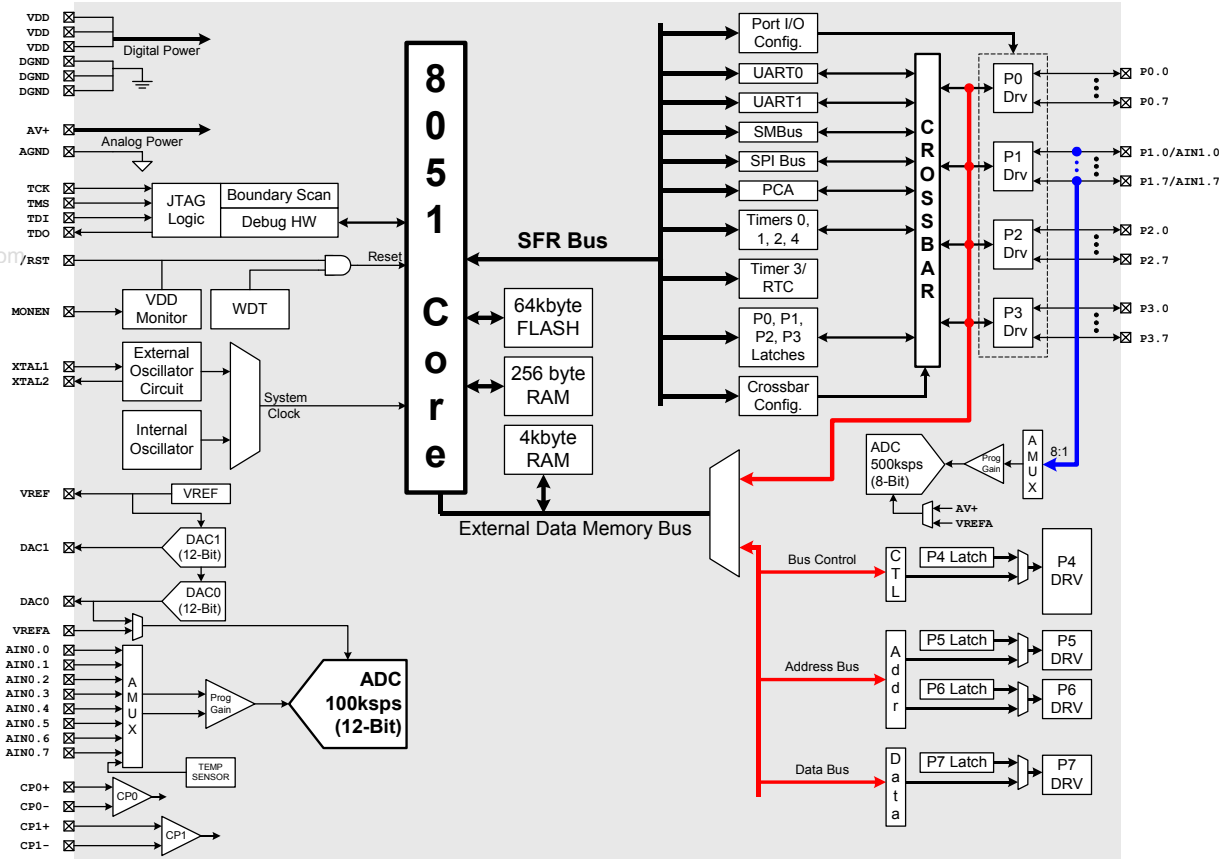 VDD
VDD
VDD
DGND
DGND
DGND
Digital Power
AV+
Analog Power
AGND
TCK
TMS
TDI
TDO
JTAG
Logic
Boundary Scan
Debug HW
om
/RST
Reset
MONEN
VDD
Monitor
WDT
XTAL1
XTAL2
External
Oscillator
Circuit
Internal
Oscillator
System
Clock
VREF
VREF
DAC1
DAC1
(12-Bit)
DAC0
DAC0
(12-Bit)
VREFA
AIN0.0
AIN0.1
AIN0.2
AIN0.3
AIN0.4
AIN0.5
AIN0.6
AIN0.7
AMUX
Prog
Gain
ADC
100ksps
(12-Bit)
TEMP
SENSOR
CP0+
CP0-
CP0
CP1+
CP1-
CP1
8051 Core
SFR Bus
64kbyte
FLASH
256 byte
RAM
4kbyte
RAM
External Data Memory Bus
Port I/O
Config.
UART0
UART1
SMBus
SPI Bus
PCA
Timers 0,
1, 2, 4
Timer 3/
RTC
P0, P1,
P2, P3
Latches
Crossbar
Config.
CROSSBAR
P0
Drv
P1
Drv
P2
Drv
P3
Drv
P0.0
P0.7
P1.0/AIN1.0
P1.7/AIN1.7
P2.0
P2.7
P3.0
P3.7
ADC
500ksps
(8-Bit)
Prog
Gain
AMUX
8:1
AV+
VREFA
Bus Control
CTL
P4 Latch
P4
DRV
Address Bus
Addr
P5 Latch
P5
DRV
P6 Latch
P6
DRV
Data Bus
Data
P7 Latch
P7
DRV